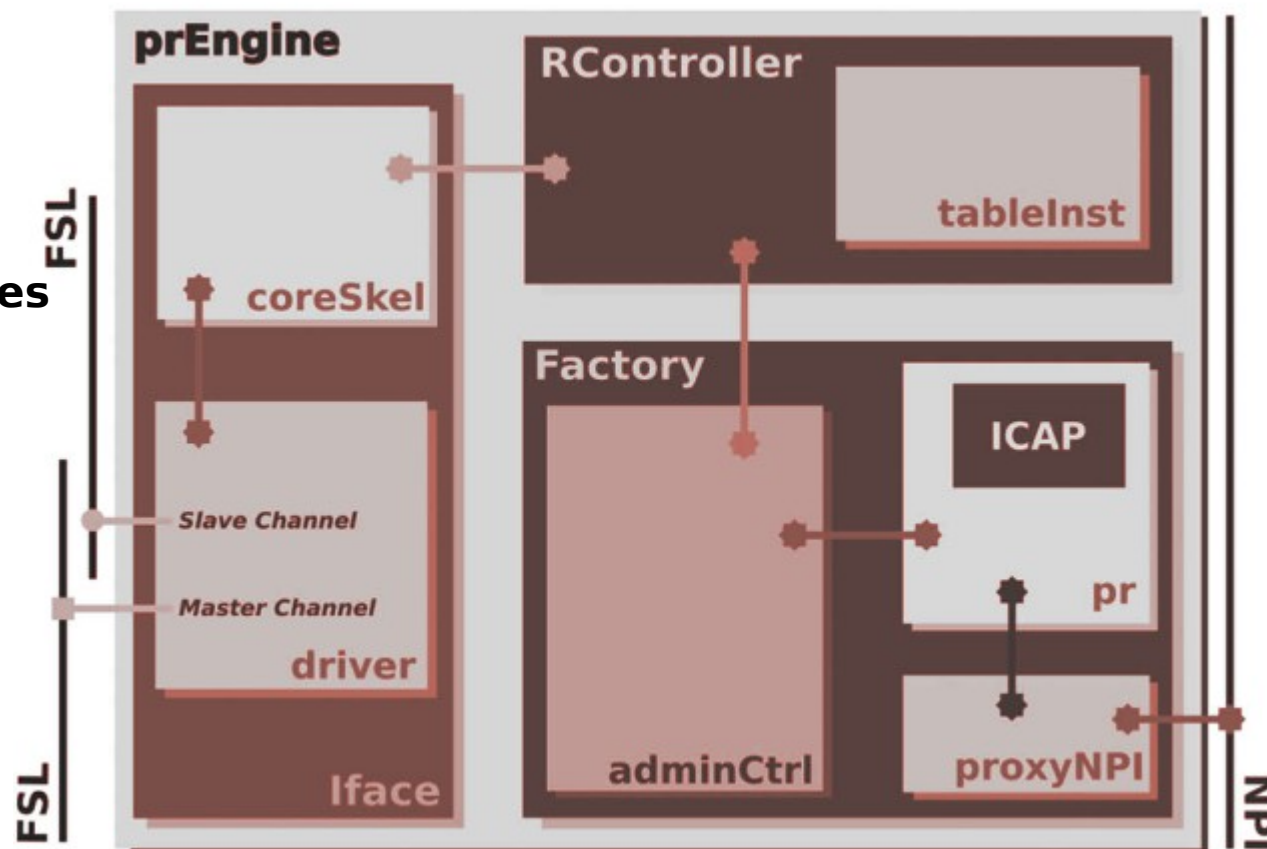 prEngine
RController
tableInst
FSL
es
coreSkel
Factory
ICAP
Slave Channel
Master Channel
pr
driver
adminCtrl
proxyNPI
Iface
FSL
NPI